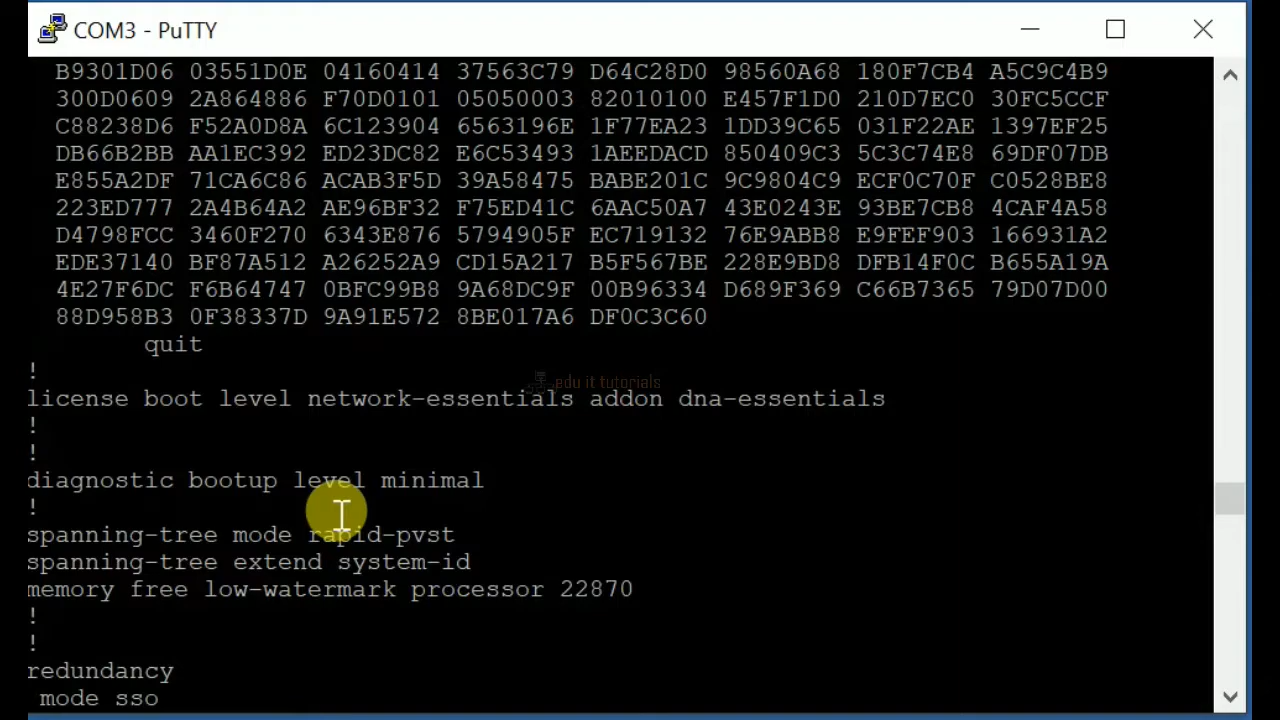 COM3 - PuTTY
B9301D06 03551D0E 04160414 37563C79 D64C28D0 98560A68 180F7CB4 A5C9C4B9
300D0609 2A864886 F70D0101 05050003 82010100 E457F1D0 210D7EC0 30FC5CCF
C88238D6 F52A0D8A 6C123904 6563196E 1F77EA23 1DD39C65 031F22AE 1397EF25
DB66B2BB AA1EC392 ED23DC82 E6C53493 1AEEDACD 850409C3 5C3C74E8 69DF07DB
E855A2DF 71CA6C86 ACAB3F5D 39A58475 BABE201C 9C9804C9 ECF0C70F C0528BE8
223ED777 2A4B64A2 AE96BF32 F75ED41C 6AAC50A7 43E0243E 93BE7CB8 4CAF4A58
D4798FCC 3460F270 6343E876 5794905F EC719132 76E9ABB8 E9FEF903 166931A2
EDE37140 BF87A512 A26252A9 CD15A217 B5F567BE 228E9BD8 DFB14F0C B655A19A
4E27F6DC F6B64747 0BFC99B8 9A68DC9F 00B96334 D689F369 C66B7365 79D07D00
88D958B3 0F38337D 9A91E572 8BE017A6 DF0C3C60
quit
!
edu it tutorials
license boot level network-essentials addon dna-essentials
!
!
diagnostic bootup level minimal
!
spanning-tree mode rapid-pvst
spanning-tree extend system-id
memory free low-watermark processor 22870
!
!
redundancy
mode sso